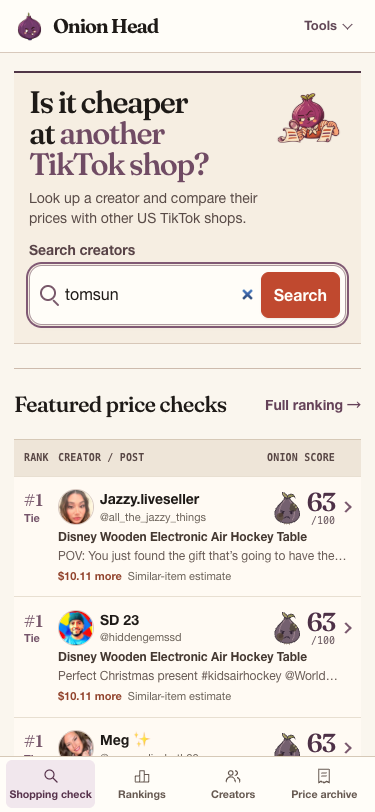 Onion Head
Tools
Is it cheaper
at another
TikTok shop?
Look up a creator and compare their
prices with other US TikTok shops.
Search creators
tomsun
Search
Featured price checks
Full ranking →
RANK CREATOR / POST ONION SCORE
#1
Tie
Jazzy.liveseller
@all_the_jazzy_things
63
/100
Disney Wooden Electronic Air Hockey Table
POV: You just found the gift that's going to have the…
$10.11 more Similar-item estimate
#1
Tie
SD 23
@hiddengemssd
63
/100
Disney Wooden Electronic Air Hockey Table
Perfect Christmas present #kidsairhockey @World…
$10.11 more Similar-item estimate
#1
Tie
Meg ✨
63
Shopping check
Rankings
Creators
Price archive